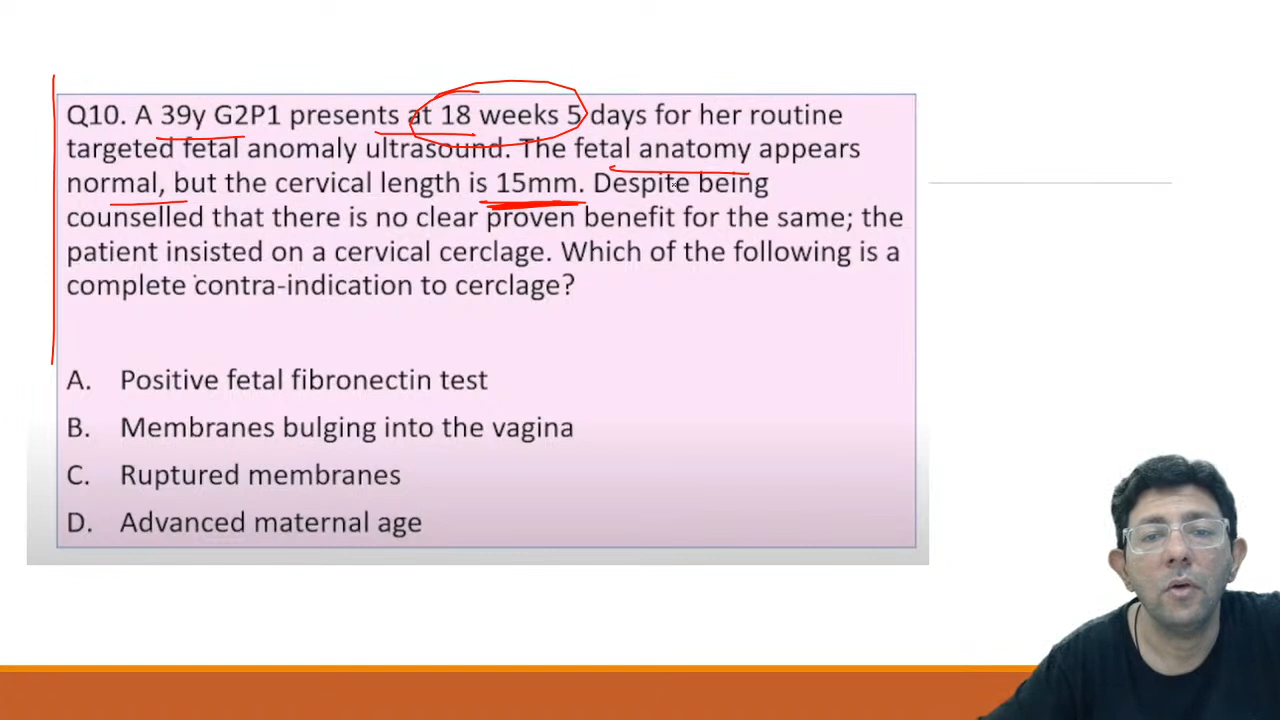 Q10. A 39y G2P1 presents at 18 weeks 5 days for her routine
targeted fetal anomaly ultrasound. The fetal anatomy appears
normal, but the cervical length is 15mm. Despite being
counselled that there is no clear proven benefit for the same; the
patient insisted on a cervical cerclage. Which of the following is a
complete contra-indication to cerclage?
A. Positive fetal fibronectin test
B. Membranes bulging into the vagina
C. Ruptured membranes
D. Advanced maternal age